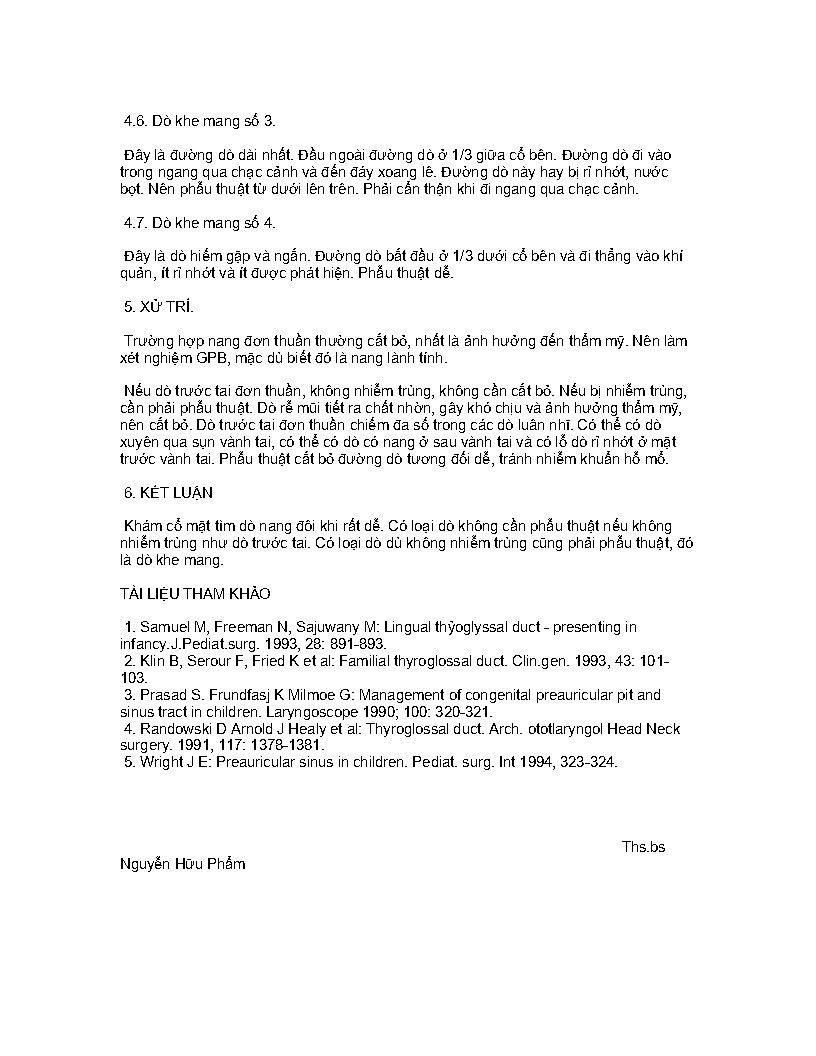 4.6. Dò khe mang số 3.
Đây là đường dò dài nhất. Đầu ngoài đường dò ở 1/3 giữa cổ bên. Đường dò đi vào
trong ngang qua chạc cảnh và đến đáy xoang lê. Đường dò này hay bị rỉ nhớt, nước
bọt. Nên phẫu thuật từ dưới lên trên. Phải cẩn thận khi đi ngang qua chạc cảnh.
4.7. Dò khe mang số 4.
Đây là dò hiếm gặp và ngắn. Đường dò bắt đầu ở 1/3 dưới cổ bên và đi thẳng vào khí
quản, ít rỉ nhớt và ít được phát hiện. Phẫu thuật dễ.
5. XỬ TRÍ.
Trường hợp nang đơn thuần thường cắt bỏ, nhất là ảnh hưởng đến thẩm mỹ. Nên làm
xét nghiệm GPB, mặc dù biết đó là nang lành tính.
Nếu dò trước tai đơn thuần, không nhiễm trùng, không cần cắt bỏ. Nếu bị nhiễm trùng,
cần phải phẫu thuật. Dò rễ mũi tiết ra chất nhờn, gây khó chịu và ảnh hưởng thẩm mỹ,
nên cắt bỏ. Dò trước tai đơn thuần chiếm đa số trong các dò luân nhĩ. Có thể có dò
xuyên qua sụn vành tai, có thể có dò có nang ở sau vành tai và có lỗ dò rỉ nhớt ở mặt
trước vành tai. Phẫu thuật cắt bỏ đường dò tương đối dễ, tránh nhiễm khuẩn hố mổ.
6. KẾT LUẬN
Khám cổ mặt tìm dò nang đôi khi rất dễ. Có loại dò không cần phẫu thuật nếu không
nhiễm trùng như dò trước tai. Có loại dò dù không nhiễm trùng cũng phải phẫu thuật, đó
là dò khe mang.
TÀI LIỆU THAM KHẢO
1. Samuel M, Freeman N, Sajuwany M: Lingual thỹoglyssal duct - presenting in
infancy.J.Pediat.surg. 1993, 28: 891-893.
2. Klin B, Serour F, Fried K et al: Familial thyroglossal duct. Clin.gen. 1993, 43: 101-
103.
3. Prasad S. Frundfasj K Milmoe G: Management of congenital preauricular pit and
sinus tract in children. Laryngoscope 1990; 100: 320-321.
4. Randowski D Arnold J Healy et al: Thyroglossal duct. Arch. ototlaryngol Head Neck
surgery. 1991, 117: 1378-1381.
5. Wright J E: Preauricular sinus in children. Pediat. surg. Int 1994, 323-324.
Ths.bs
Nguyễn Hữu Phẩm